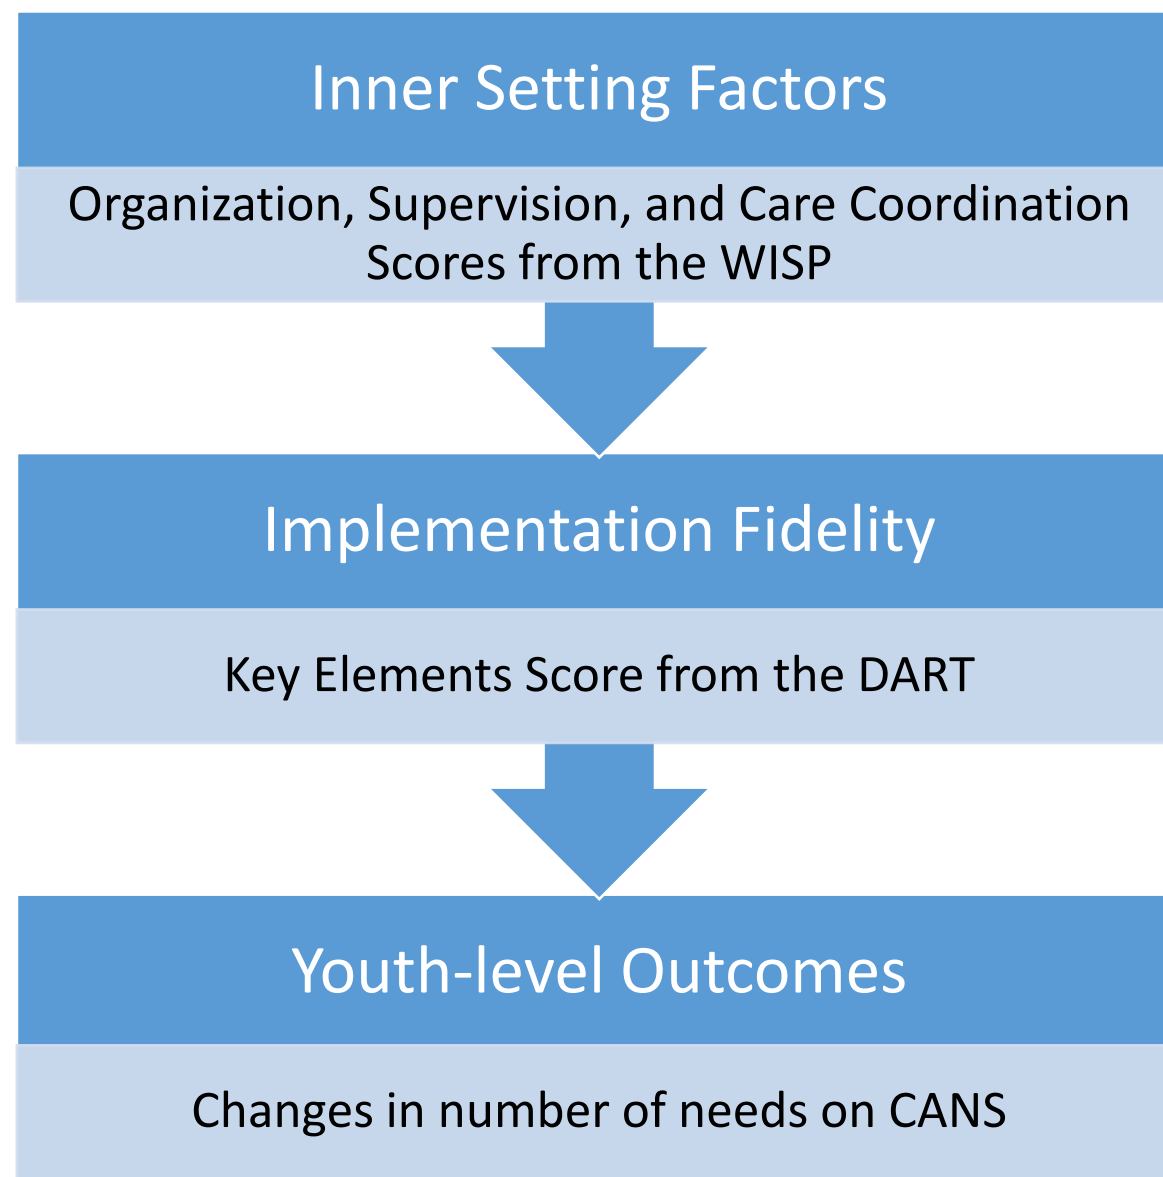 Inner Setting Factors
Organization, Supervision, and Care Coordination
Scores from the WISP
Implementation Fidelity
Key Elements Score from the DART
Youth-level Outcomes
Changes in number of needs on CANS